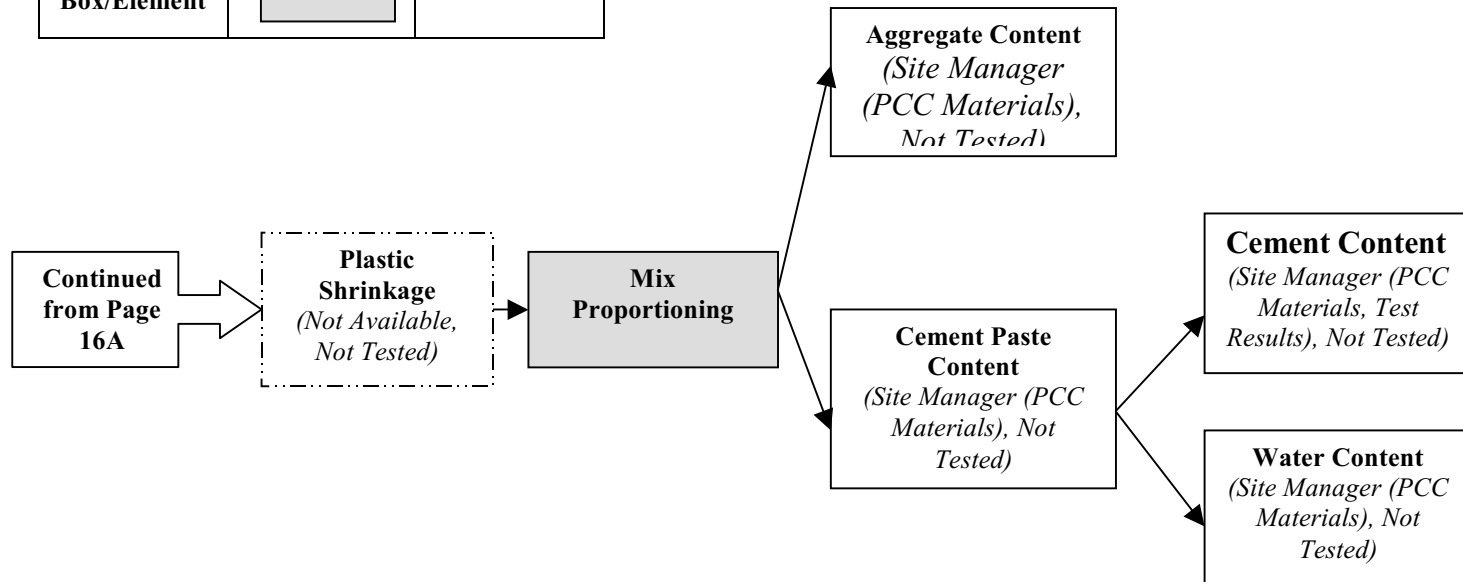 Box/Element
Aggregate Content
(Site Manager
(PCC Materials),
Not Tested)
Continued
from Page
16A
Plastic
Shrinkage
(Not Available,
Not Tested)
Mix
Proportioning
Cement Paste
Content
(Site Manager (PCC
Materials), Not
Tested)
Cement Content
(Site Manager (PCC
Materials, Test
Results), Not Tested)
Water Content
(Site Manager (PCC
Materials), Not
Tested)